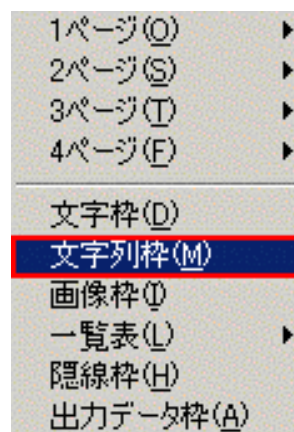 1ページ(O)
2ページ(S)
3ページ(T)
4ページ(F)
文字枠(D)
文字列枠(M)
画像枠(I)
一覧表(L)
隠線枠(H)
出力データ枠(A)